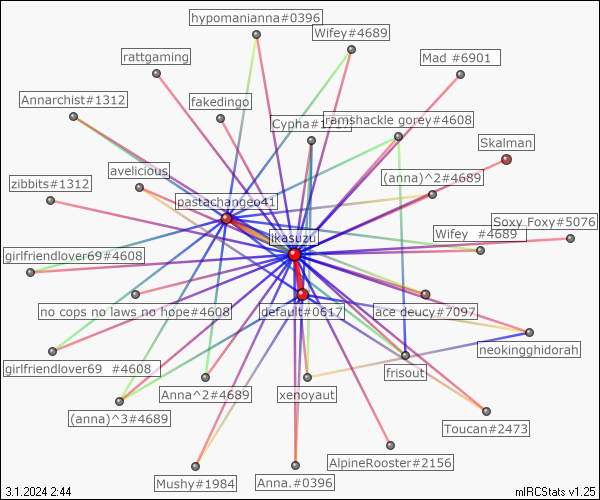 hypomanianna#0396
Wifey#4689
rattgaming
Mad #6901
Annarchist#1312
fakedingo
ramshackle gorey#4608
Skalman
avelicious
(anna)^2#4689
zibbits#1312
pastachangeo41
Soxy Foxy#5076
Wifey #4689
ikasuzu
girlfriendlover69#4608
no cops no laws no hope#4608
default#0617
ace deucy#7097
neokingghidorah
girlfriendlover69 #4608
frisout
Anna^2#4689
xenoyaut
(anna)^3#4689
Toucan#2473
AlpineRooster#2156
Mushy#1984
Anna.#0396
3.1.2024 2:44
mIRCStats v1.25